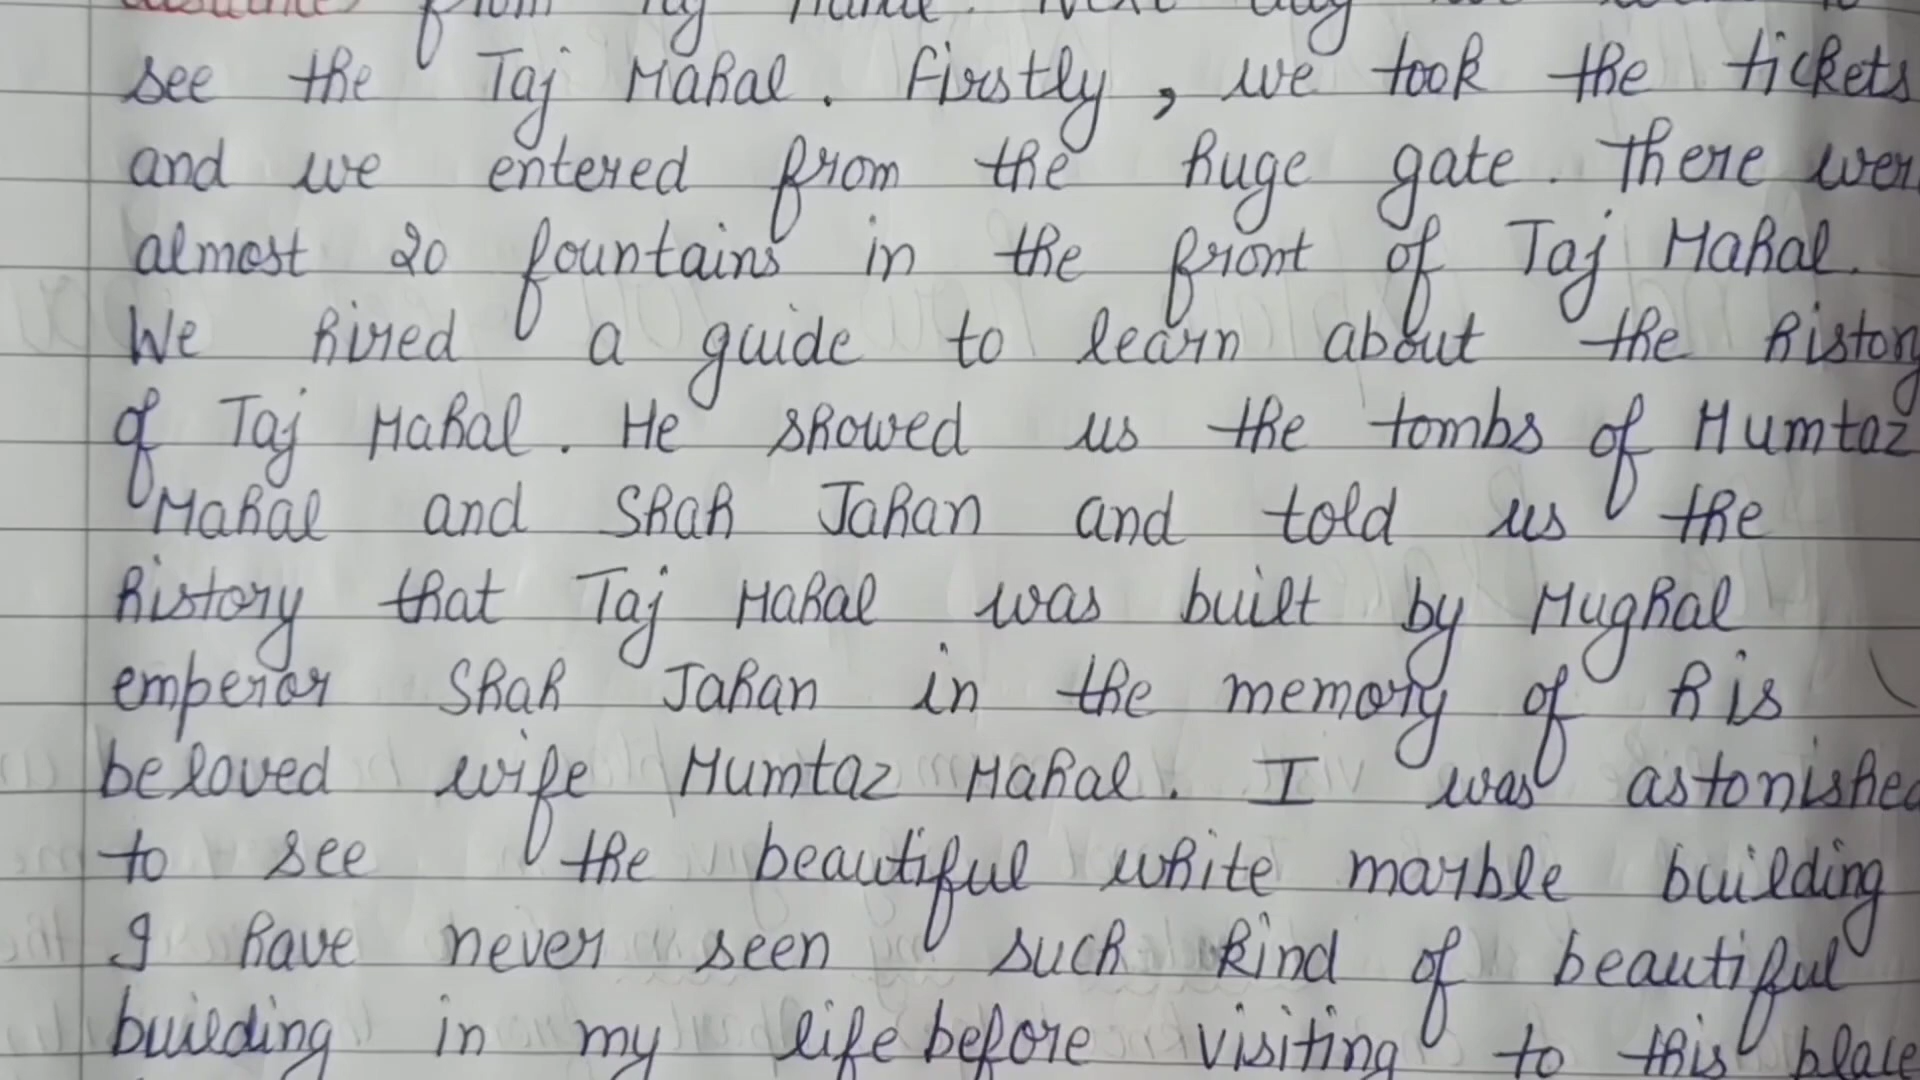 see the Taj Mahal. Firstly, we took the tickets
and we entered from the huge gate. There wer
almost 20 fountains in the front of Taj Mahal.
We hired a guide to learn about the history
of Taj Mahal. He showed us the tombs of Mumtaz
Mahal and Shah Jahan and told us the
history that Taj Mahal was built by Mughal
emperor Shah Jahan in the memory of his
beloved wife Mumtaz Mahal. I was astonished
to see the beautiful white marble building
I have never seen such kind of beautiful
building in my life before visiting to this place